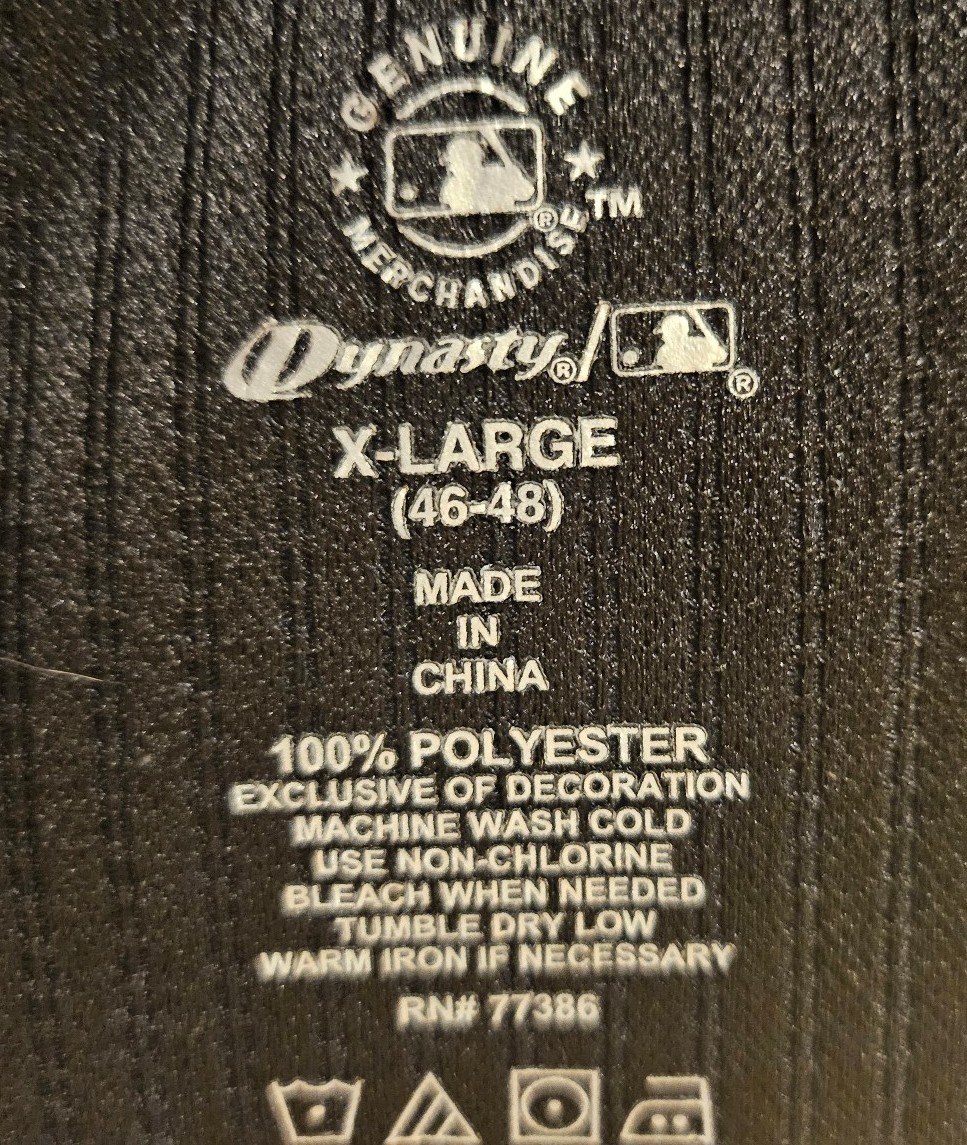 GENUINE
MERCHANDISE ® TM
Dynasty® / ®
X-LARGE
(46-48)
MADE
IN
CHINA
100% POLYESTER
EXCLUSIVE OF DECORATION
MACHINE WASH COLD
USE NON-CHLORINE
BLEACH WHEN NEEDED
TUMBLE DRY LOW
WARM IRON IF NECESSARY
RN# 77386